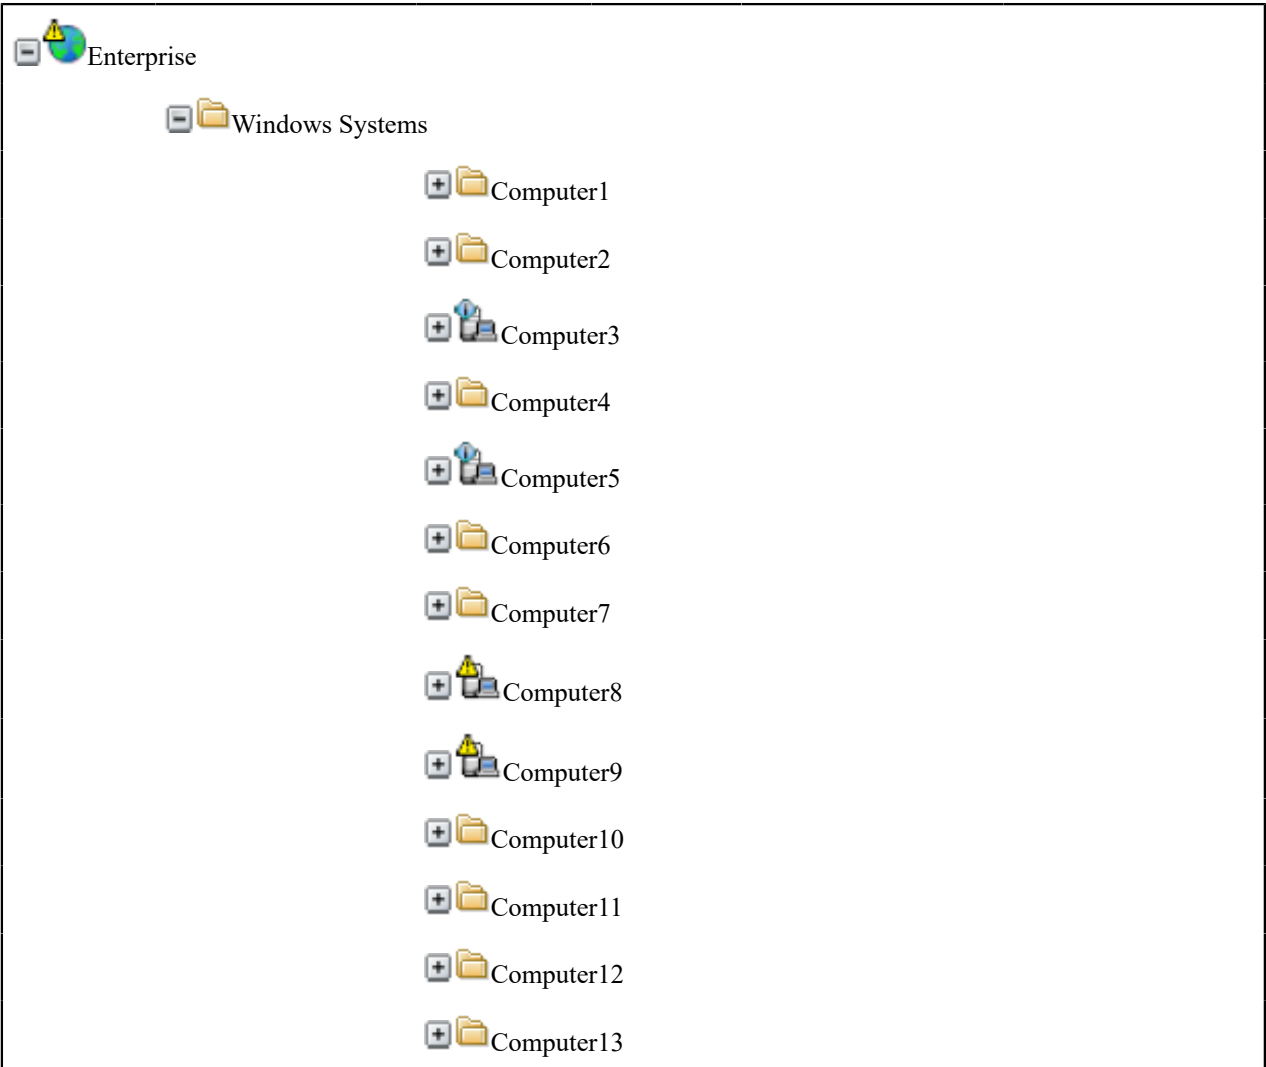 Enterprise
Windows Systems
Computer1
Computer2
Computer3
Computer4
Computer5
Computer6
Computer7
Computer8
Computer9
Computer10
Computer11
Computer12
Computer13